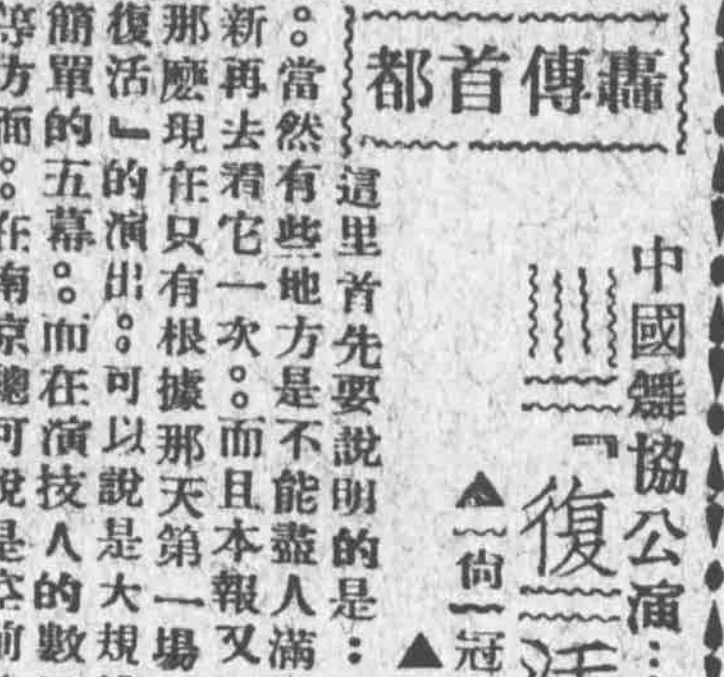 轟傳首都
中國舞協公演：
『復活
▲尙一冠
▲
這里首先要說明的是：
。。當然有些地方是不能盡人滿
新再去看它一次。。而且本報又
那麼現在只有根據那天第一場
復活』的演出。。可以說是大規
簡單的五幕。。而在演技人的數
等方面。。在南京總可說是空前